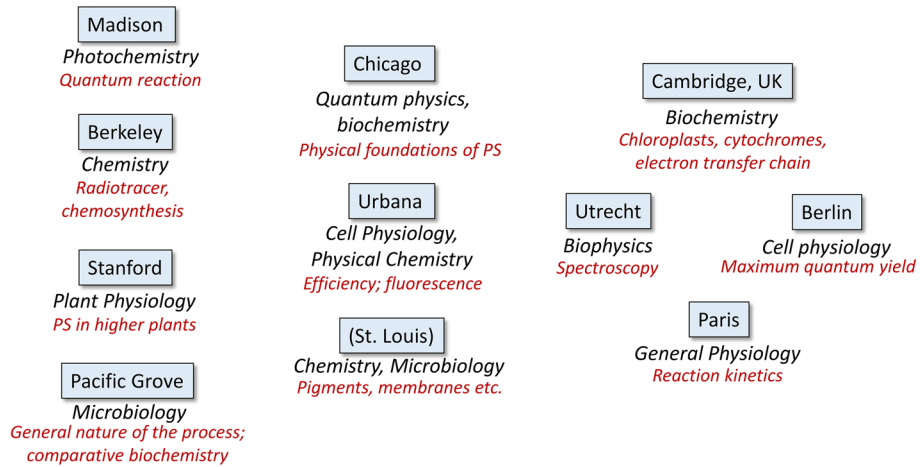 Madison
Photochemistry
Quantum reaction
Berkeley
Chemistry
Radiotracer,
chemosynthesis
Stanford
Plant Physiology
PS in higher plants
Pacific Grove
Microbiology
General nature of the process;
comparative biochemistry
Chicago
Quantum physics,
biochemistry
Physical foundations of PS
Urbana
Cell Physiology,
Physical Chemistry
Efficiency; fluorescence
(St. Louis)
Chemistry, Microbiology
Pigments, membranes etc.
Cambridge, UK
Biochemistry
Chloroplasts, cytochromes,
electron transfer chain
Utrecht
Biophysics
Spectroscopy
Berlin
Cell physiology
Maximum quantum yield
Paris
General Physiology
Reaction kinetics